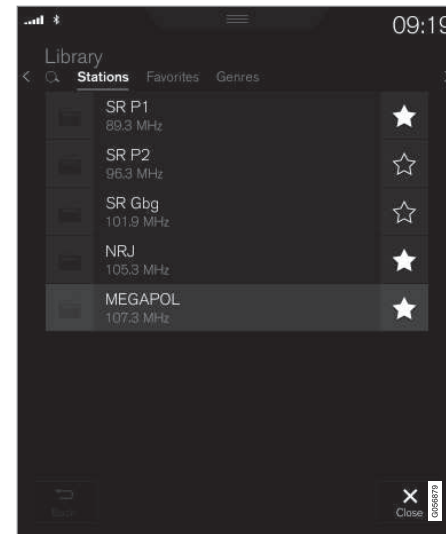 09:19
Library
Stations Favorites Genres
SR P1
89.3 MHz
SR P2
96.3 MHz
SR Gbg
101.9 MHz
NRJ
105.3 MHz
MEGAPOL
107.3 MHz
Back
Close
G056879